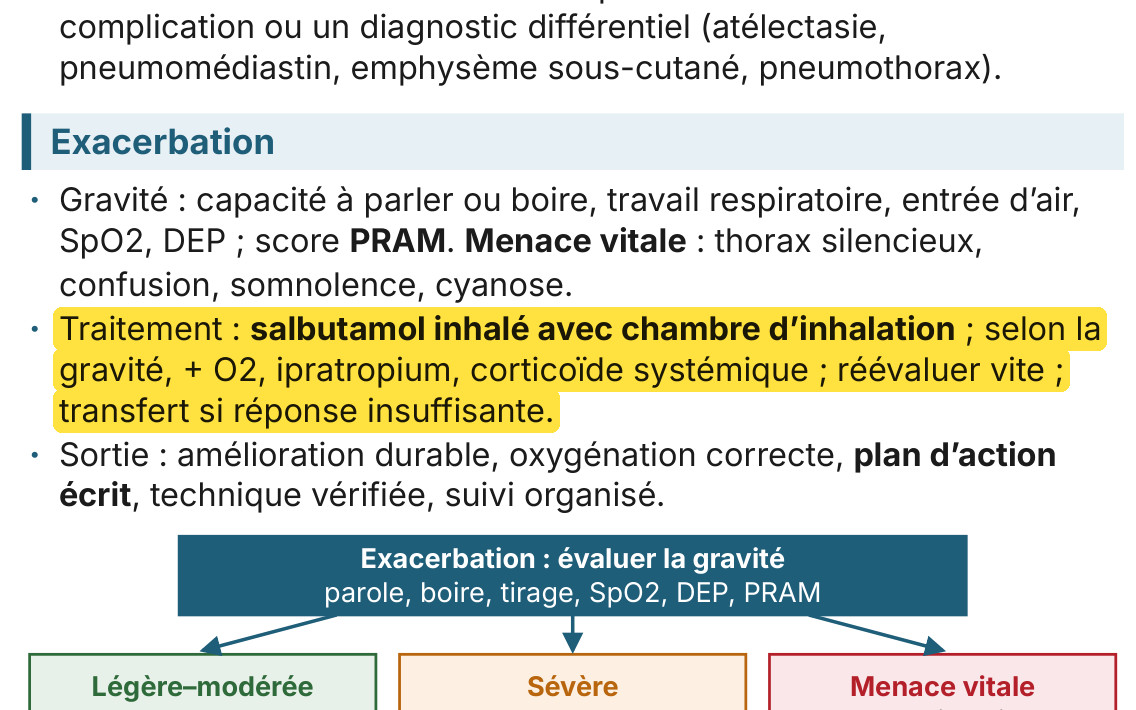 complication ou un diagnostic différentiel (atélectasie,
pneumomédiastin, emphysème sous-cutané, pneumothorax).
Exacerbation
• Gravité : capacité à parler ou boire, travail respiratoire, entrée d’air,
SpO2, DEP ; score PRAM. Menace vitale : thorax silencieux,
confusion, somnolence, cyanose.
• Traitement : salbutamol inhalé avec chambre d’inhalation ; selon la
gravité, + O2, ipratropium, corticoïde systémique ; réévaluer vite ;
transfert si réponse insuffisante.
• Sortie : amélioration durable, oxygénation correcte, plan d’action
écrit, technique vérifiée, suivi organisé.
Exacerbation : évaluer la gravité
parole, boire, tirage, SpO2, DEP, PRAM
Légère–modérée
Sévère
Menace vitale